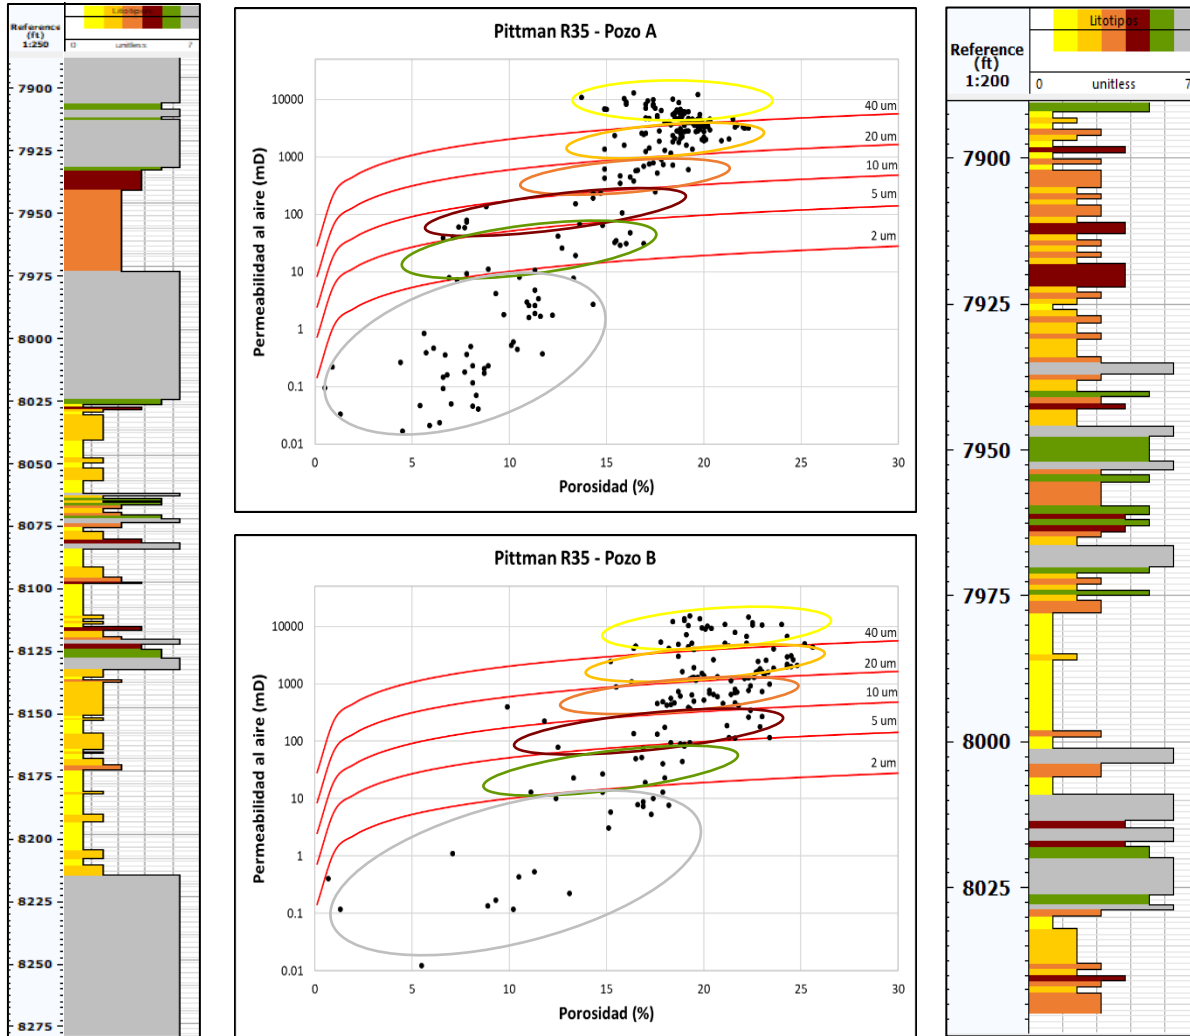 Reference
(ft)
1:250
Litotipos
0 unitless 7
7900
7925
7950
7975
8000
8025
8050
8075
8100
8125
8150
8175
8200
8225
8250
8275
Pittman R35 - Pozo A
Permeabilidad al aire (mD)
10000
1000
100
10
1
0.1
0.01
40 um
20 um
10 um
5 um
2 um
0 5 10 15 20 25 30
Porosidad (%)
Pittman R35 - Pozo B
Permeabilidad al aire (mD)
10000
1000
100
10
1
0.1
0.01
40 um
20 um
10 um
5 um
2 um
0 5 10 15 20 25 30
Porosidad (%)
Reference
(ft)
1:200
Litotipos
0 unitless 7
7900
7925
7950
7975
8000
8025